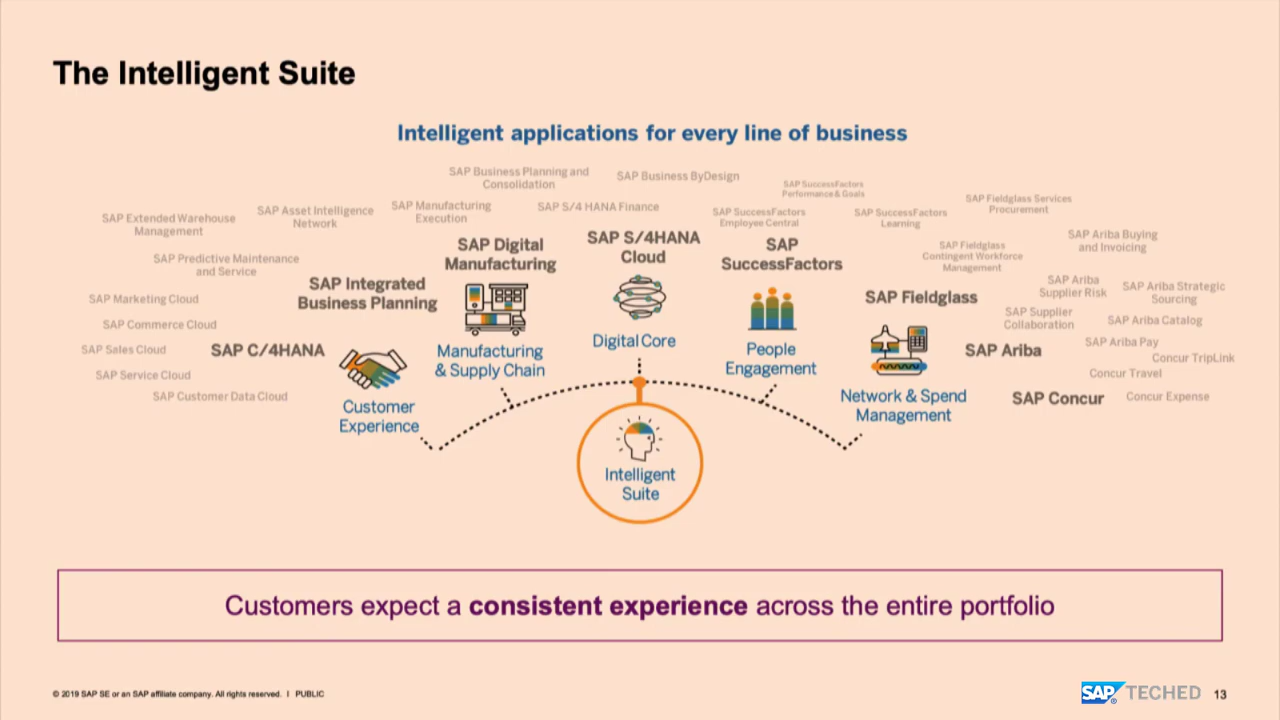 The Intelligent Suite
Intelligent applications for every line of business
SAP Business Planning and
Consolidation
SAP Business ByDesign
SAP SuccessFactors
Performance & Goals
SAP Fieldglass Services
Procurement
SAP Extended Warehouse
Management
SAP Asset Intelligence
Network
SAP Manufacturing
Execution
SAP S/4 HANA Finance
SAP SuccessFactors
Employee Central
SAP SuccessFactors
Learning
SAP Ariba Buying
and Invoicing
SAP Predictive Maintenance
and Service
SAP Digital
Manufacturing
SAP S/4HANA
Cloud
SAP
SuccessFactors
SAP Fieldglass
Contingent Workforce
Management
SAP Marketing Cloud
SAP Integrated
Business Planning
SAP Fieldglass
SAP Ariba
Supplier Risk
SAP Ariba Strategic
Sourcing
SAP Commerce Cloud
SAP Supplier
Collaboration
SAP Ariba Catalog
SAP Sales Cloud
SAP C/4HANA
Manufacturing
& Supply Chain
Digital Core
People
Engagement
SAP Ariba
SAP Ariba Pay
Concur TripLink
SAP Service Cloud
Concur Travel
SAP Customer Data Cloud
Customer
Experience
Network & Spend
Management
SAP Concur
Concur Expense
Intelligent
Suite
Customers expect a consistent experience across the entire portfolio
© 2019 SAP SE or an SAP affiliate company. All rights reserved. | PUBLIC
SAP® TECHED 13